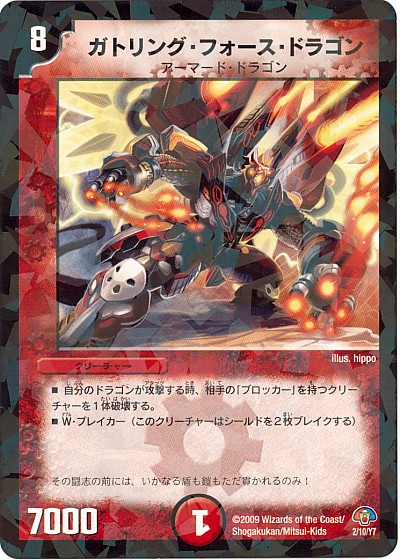 8
ガトリング・フォース・ドラゴン
アーマード・ドラゴン
illus. hippo
クリーチャー
■ 自分のドラゴンが攻撃する時、相手の「ブロッカー」を持つクリ
ーチャーを1体破壊する。
■ W・ブレイカー（このクリーチャーはシールドを2枚ブレイクする）
その闘志の前には、いかなる盾も鎧もただ貫かれるのみ！
7000
1
©2009 Wizards of the Coast/
Shogakukan/Mitsui-Kids
2/10/Y7